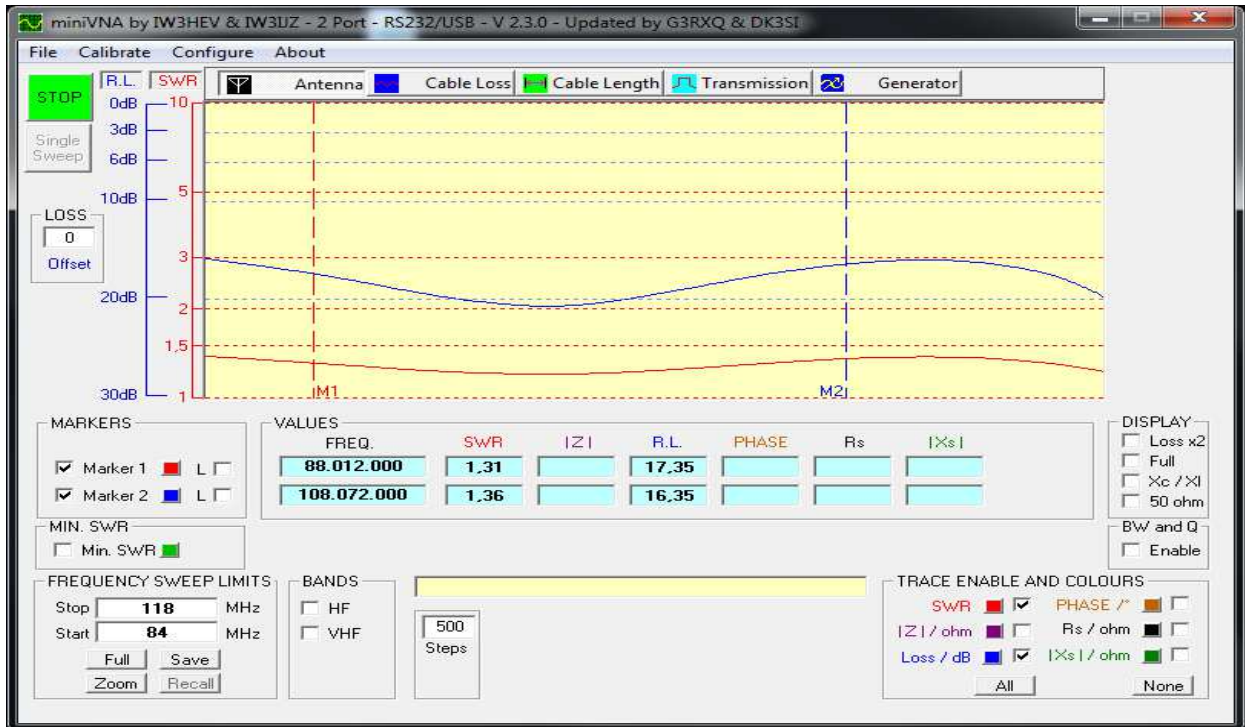 miniVNA by IW3HEV & IW3IJZ - 2 Port - RS232/USB - V 2.3.0 - Updated by G3RXQ & DK3SI
File Calibrate Configure About
STOP R.L. SWR Antenna Cable Loss Cable Length Transmission Generator
0dB 10
Single Sweep
3dB
6dB
5
10dB
LOSS
0
Offset
3
20dB
2
1,5
30dB 1
M1 M2
MARKERS
Marker 1 L
Marker 2 L
VALUES
FREQ. SWR |Z| R.L. PHASE Rs |Xs|
88.012.000 1,31 17,35
108.072.000 1,36 16,35
DISPLAY
Loss x2
Full
Xc / Xl
50 ohm
MIN. SWR
Min. SWR
BW and Q
Enable
FREQUENCY SWEEP LIMITS
Stop 118 MHz
Start 84 MHz
Full Save
Zoom Recall
BANDS
HF
VHF
500
Steps
TRACE ENABLE AND COLOURS
SWR PHASE /°
|Z| / ohm Rs / ohm
Loss / dB |Xs| / ohm
All None